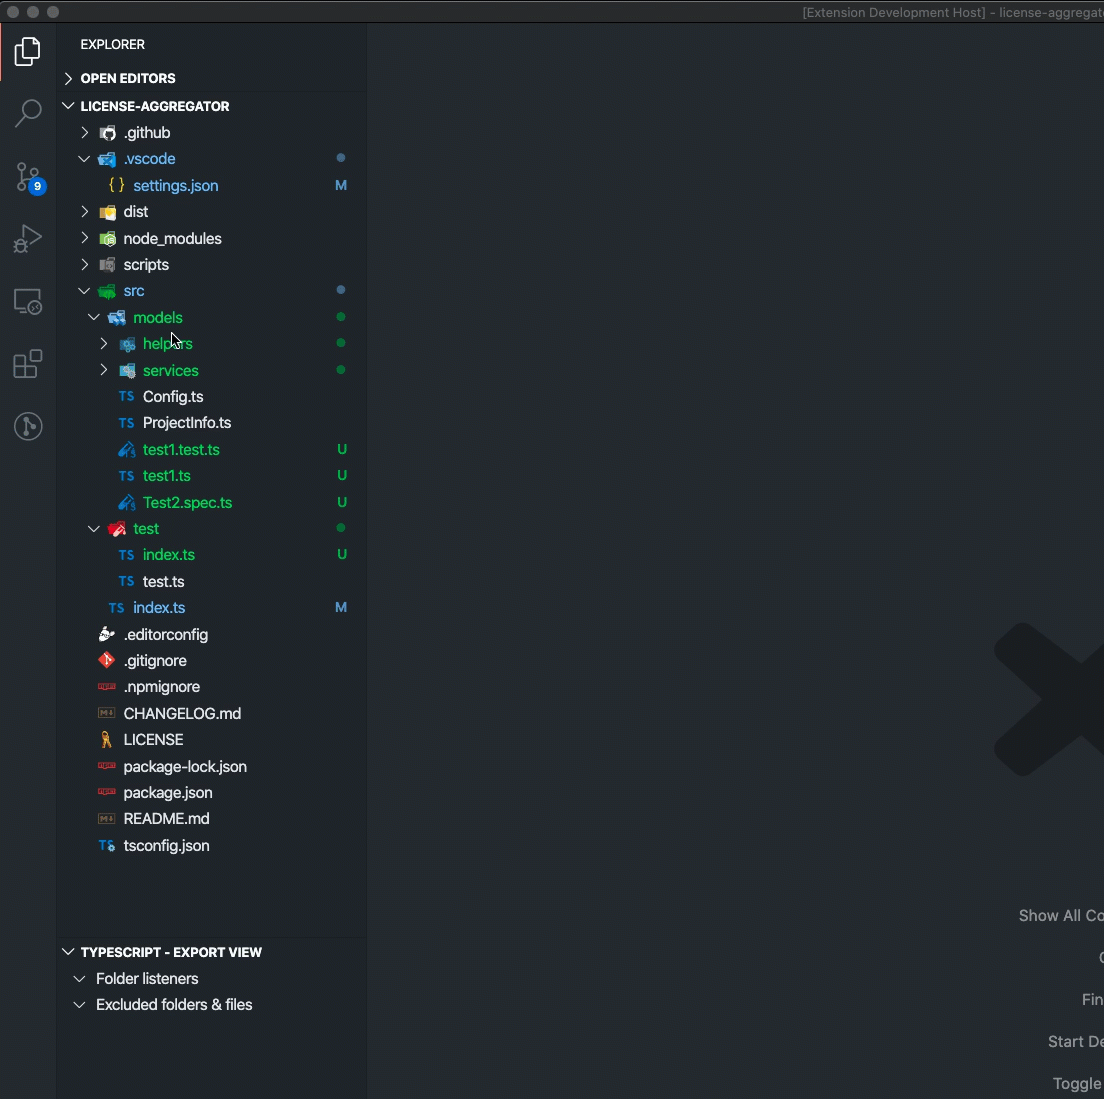 [Extension Development Host] - license-aggregat
EXPLORER
OPEN EDITORS
LICENSE-AGGREGATOR
.github
.vscode
{ } settings.json M
9
dist
node_modules
scripts
src
models
helpers
services
TS Config.ts
TS ProjectInfo.ts
test1.test.ts U
TS test1.ts U
Test2.spec.ts U
test
TS index.ts U
TS test.ts
TS index.ts M
.editorconfig
.gitignore
.npmignore
CHANGELOG.md
LICENSE
package-lock.json
package.json
README.md
TS tsconfig.json
Show All Co
Fin
Start De
Toggle
TYPESCRIPT - EXPORT VIEW
Folder listeners
Excluded folders & files